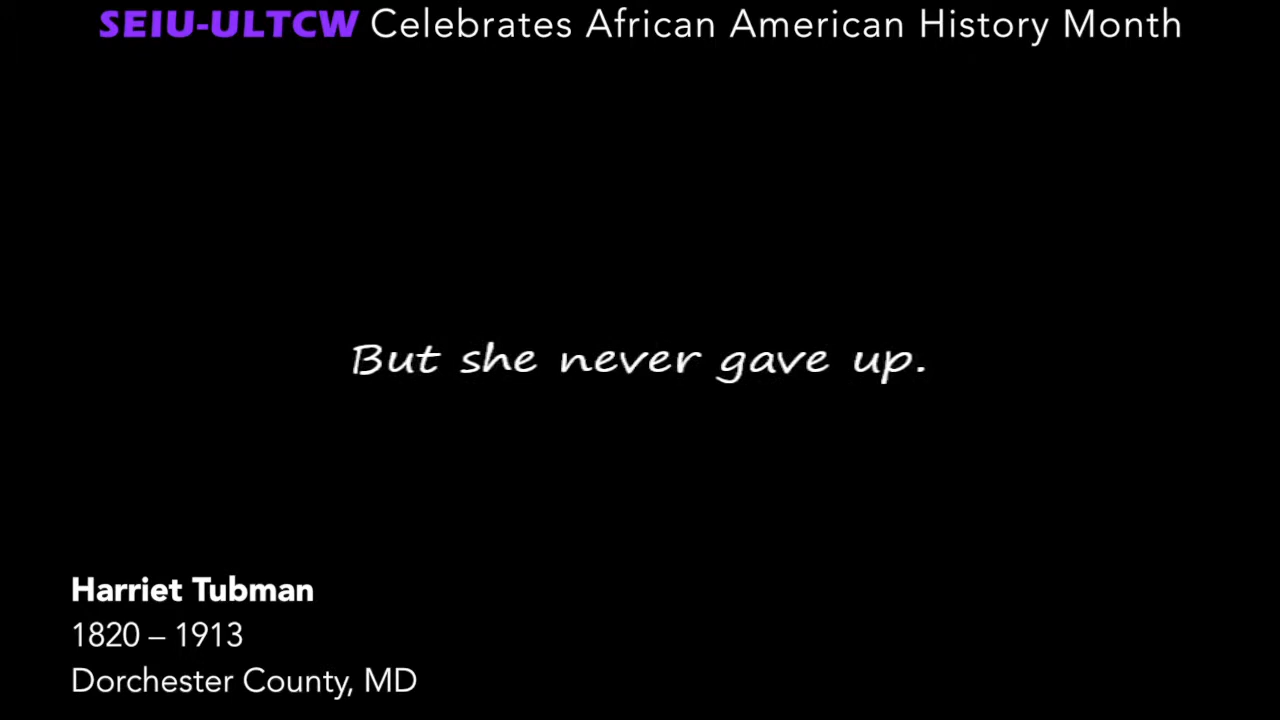 SEIU-ULTCW Celebrates African American History Month
But she never gave up.
Harriet Tubman
1820 – 1913
Dorchester County, MD